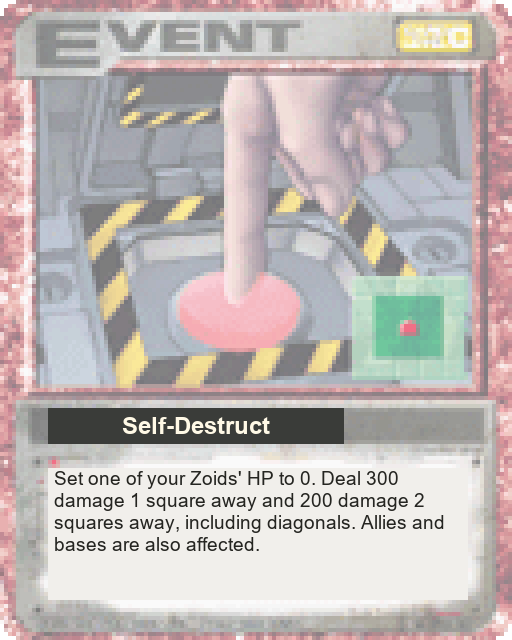 EVENT
Self-Destruct
Set one of your Zoids' HP to 0. Deal 300
damage 1 square away and 200 damage 2
squares away, including diagonals. Allies and
bases are also affected.